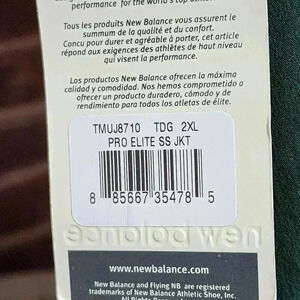 performance for the world's top
Tous les produits New Balance vous assurent le
summum de la qualité et du confort.
Concu pour durer et agréable à porter, cet article
répond aux exigences des athlètes de haut niveau
qui visent la performance.
Los productos New Balance ofrecen la máxima
calidad y comodidad. Nos hemos comprometido a
ofrecer un producto duradero, cómodo y de
rendimiento para todos los atletas de élite.
TMUJ8710 TDG 2XL
PRO ELITE SS JKT
8 85667 35478 5
new balance
www.newbalance.com
New Balance and Flying NB are registered
trademarks of New Balance Athletic Shoe, Inc.
All Rights